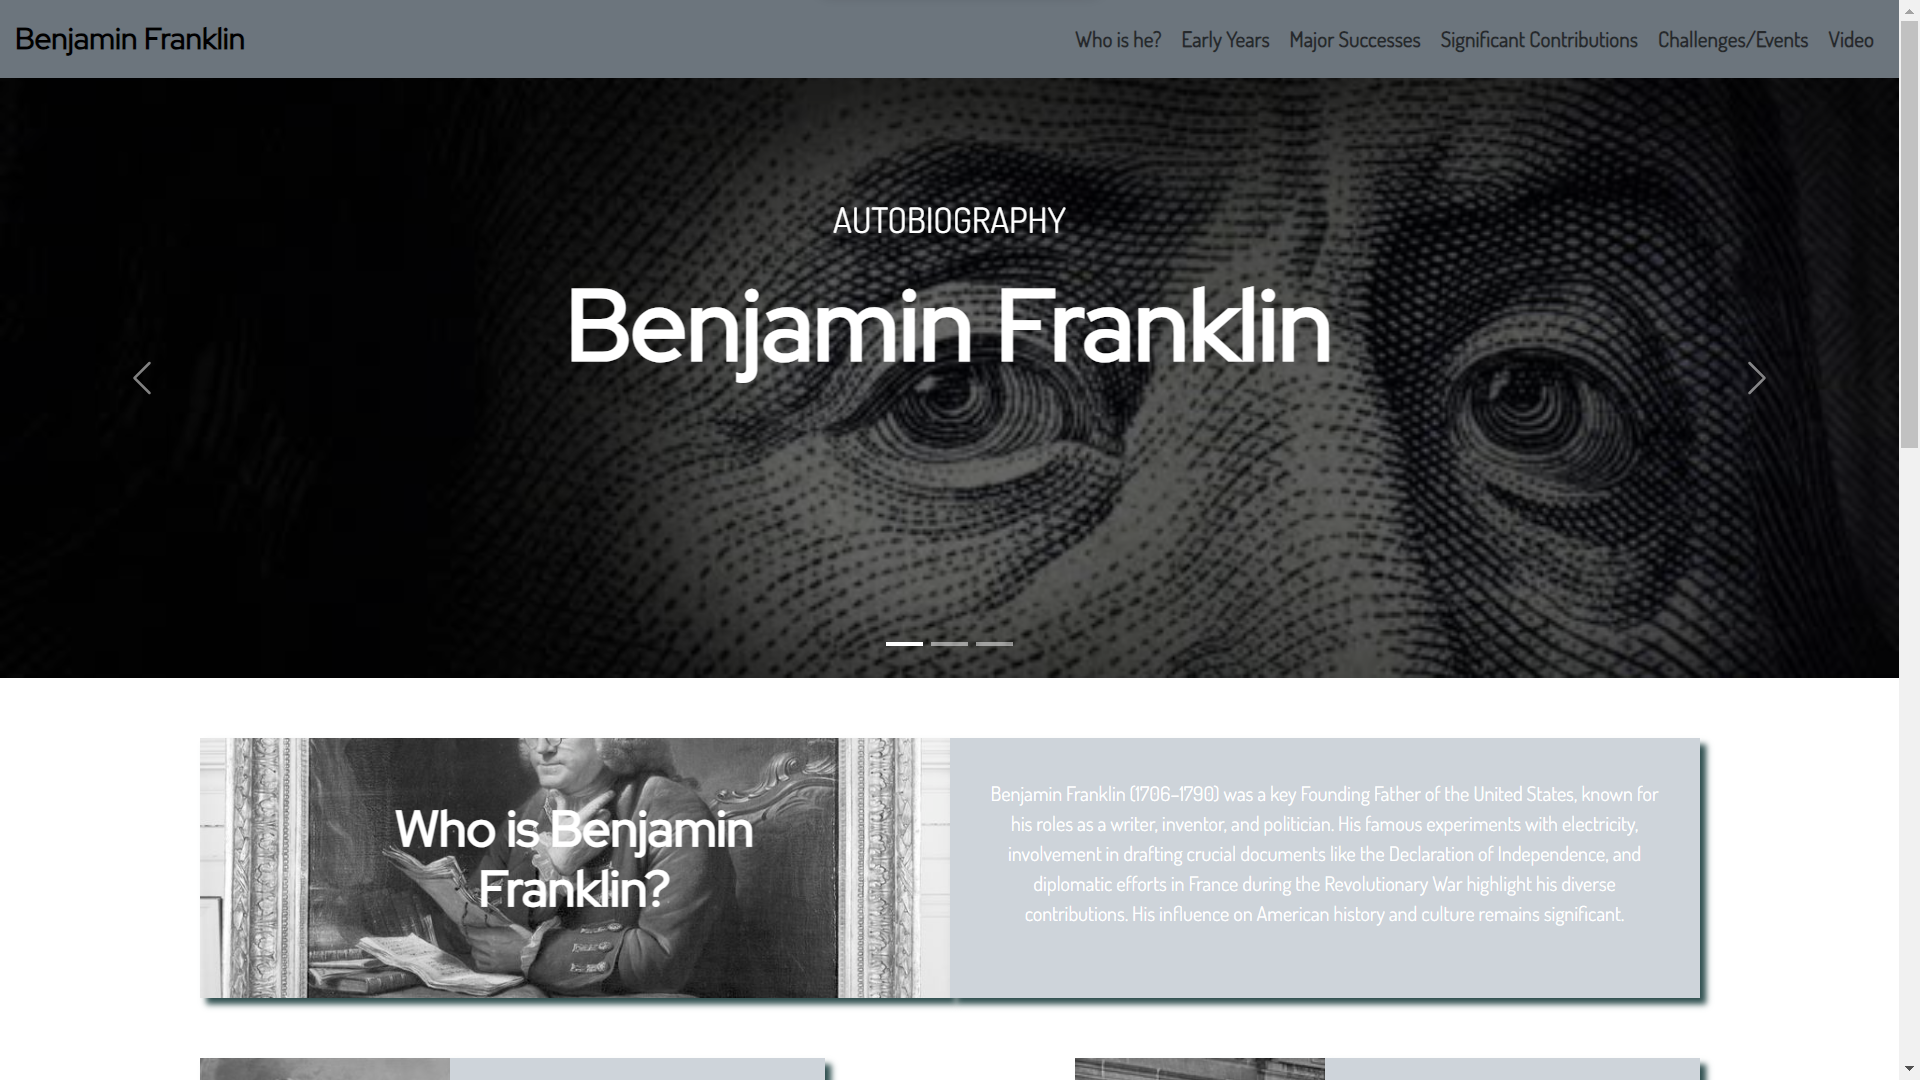 Benjamin Franklin
Who is he? Early Years Major Successes Significant Contributions Challenges/Events Video
AUTOBIOGRAPHY
Benjamin Franklin
Who is Benjamin
Franklin?
Benjamin Franklin (1706–1790) was a key Founding Father of the United States, known for
his roles as a writer, inventor, and politician. His famous experiments with electricity,
involvement in drafting crucial documents like the Declaration of Independence, and
diplomatic efforts in France during the Revolutionary War highlight his diverse
contributions. His influence on American history and culture remains significant.